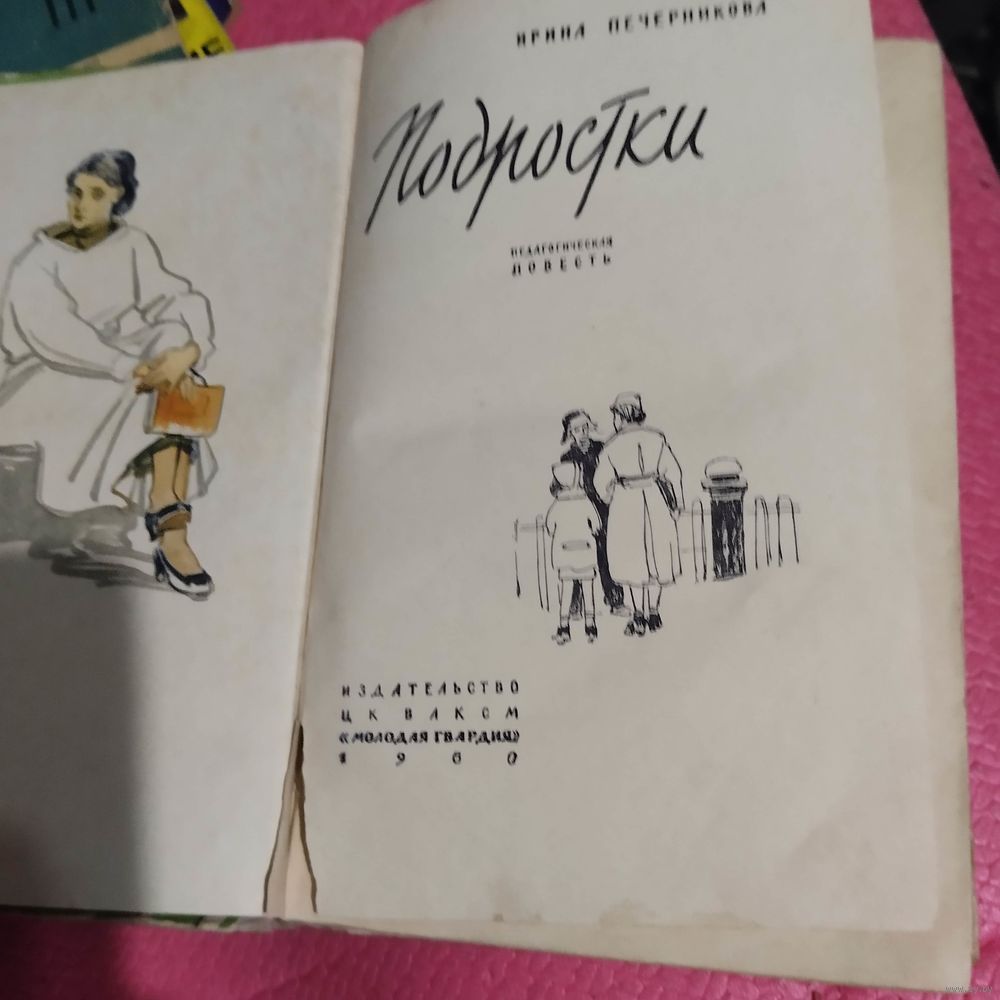 ИРИНА ПЕЧЕРНИКОВА
Подростки
ПЕДАГОГИЧЕСКАЯ
ПОВЕСТЬ
ИЗДАТЕЛЬСТВО
ЦК ВЛКСМ
«МОЛОДАЯ ГВАРДИЯ»
1960